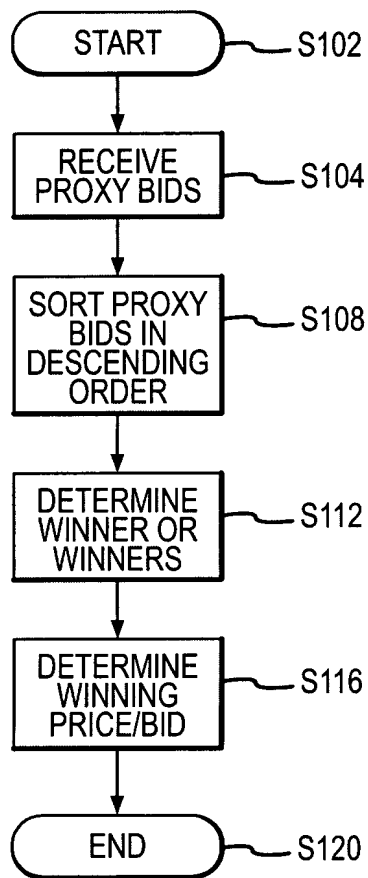 START
S102
RECEIVE
PROXY BIDS
S104
SORT PROXY
BIDS IN
DESCENDING
ORDER
S108
DETERMINE
WINNER OR
WINNERS
S112
DETERMINE
WINNING
PRICE/BID
S116
END
S120